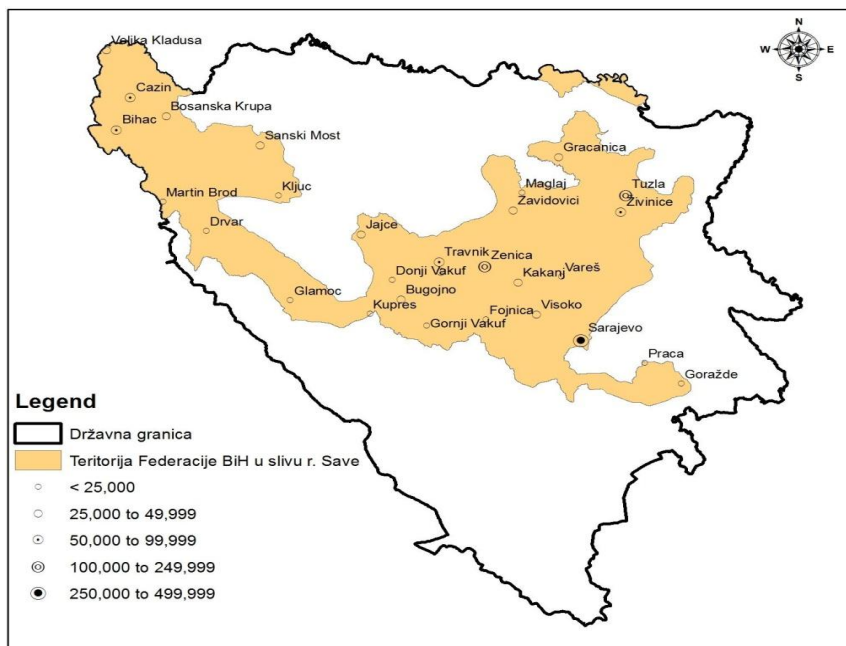 N
W E
S
Velika Kladusa
Cazin
Bosanska Krupa
Bihac
Sanski Most
Gracanica
Martin Brod
Kljuc
Maglaj
Tuzla
Zavidovici
Živinice
Drvar
Jajce
Travnik
Zenica
Donji Vakuf
Kakanj
Vareš
Glamoc
Bugojno
Kupres
Fojnica
Visoko
Gornji Vakuf
Sarajevo
Praca
Goražde
Legend
Državna granica
Teritorija Federacije BiH u slivu r. Save
< 25,000
25,000 to 49,999
50,000 to 99,999
100,000 to 249,999
250,000 to 499,999